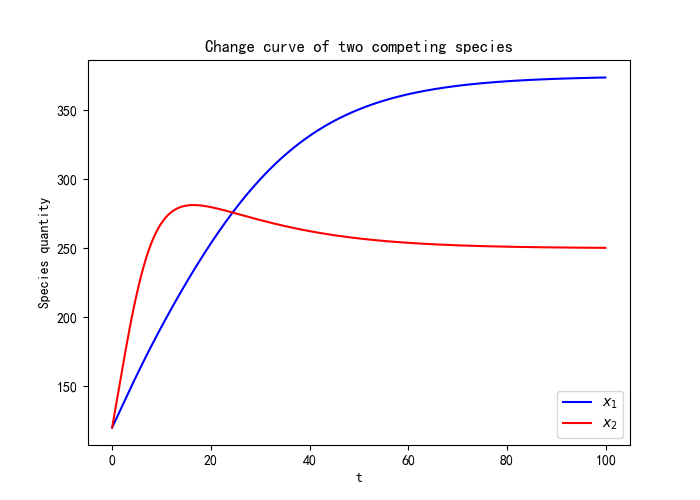 Change curve of two competing species
Species quantity
350
300
250
200
150
0 20 40 60 80 100
t
x₁
x₂